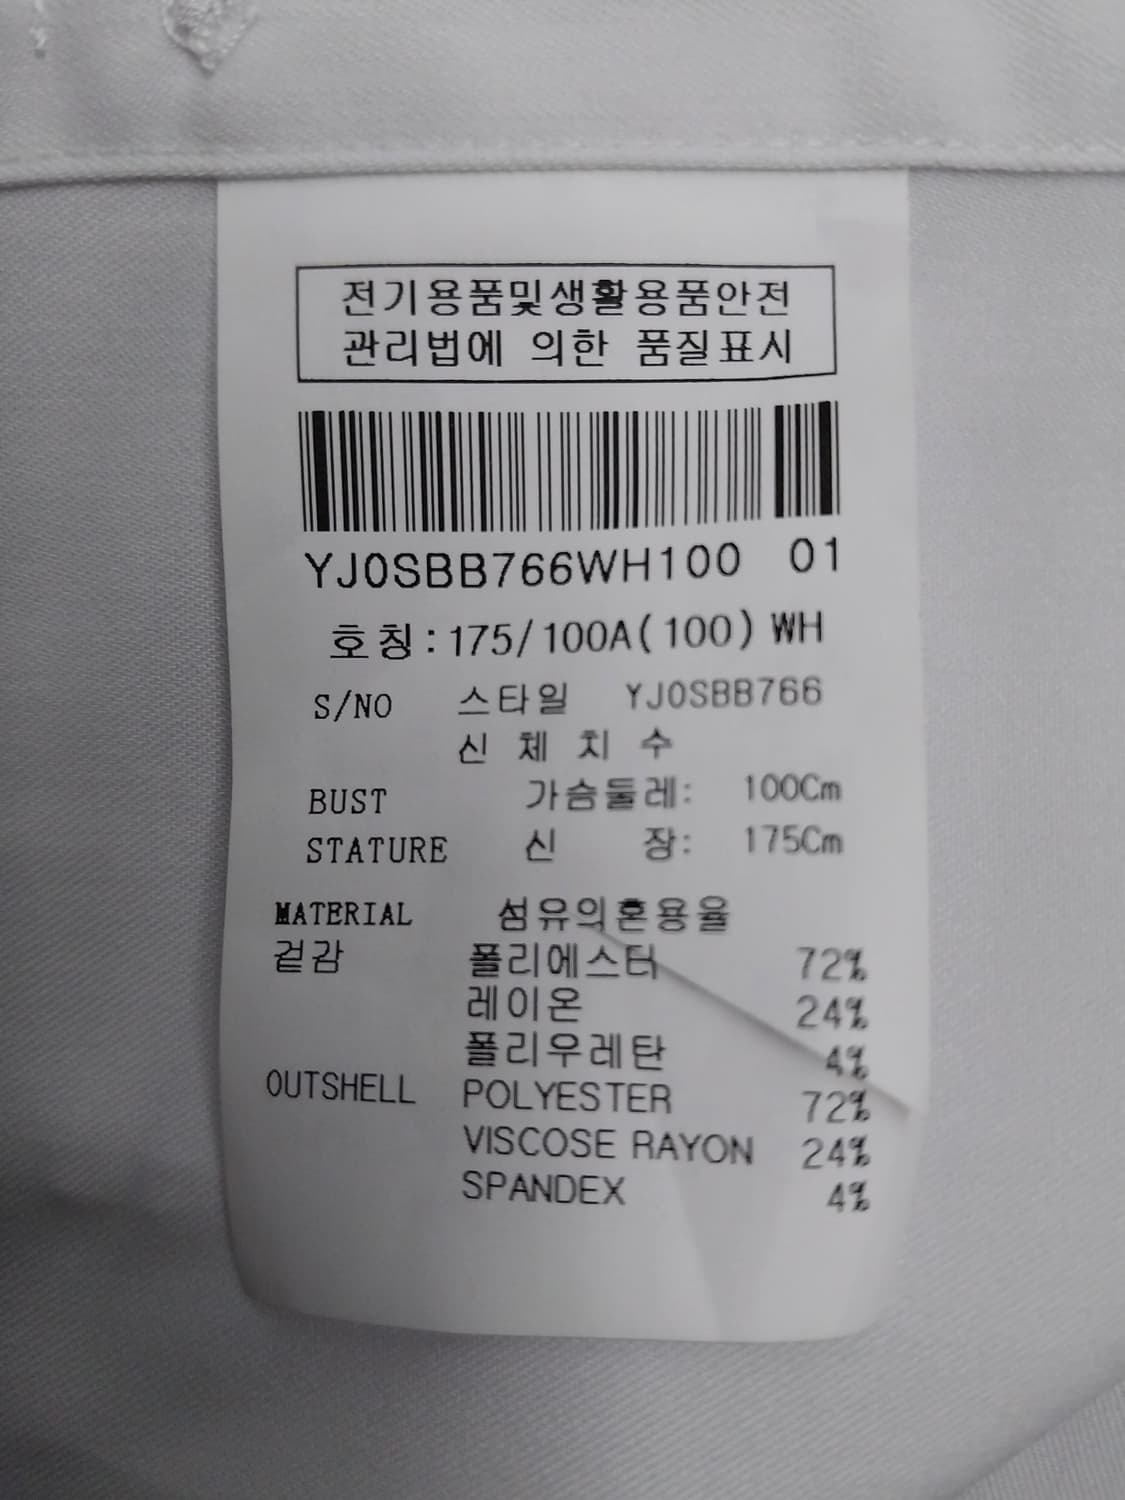 전기용품및생활용품안전
관리법에 의한 품질표시
YJ0SBB766WH100 01
호칭:175/100A(100) WH
S/NO 스타일 YJ0SBB766
신 체 치 수
BUST 가슴둘레: 100Cm
STATURE 신 장: 175Cm
MATERIAL 섬유의혼용율
겉감 폴리에스터 72%
레이온 24%
폴리우레탄 4%
OUTSHELL POLYESTER 72%
VISCOSE RAYON 24%
SPANDEX 4%